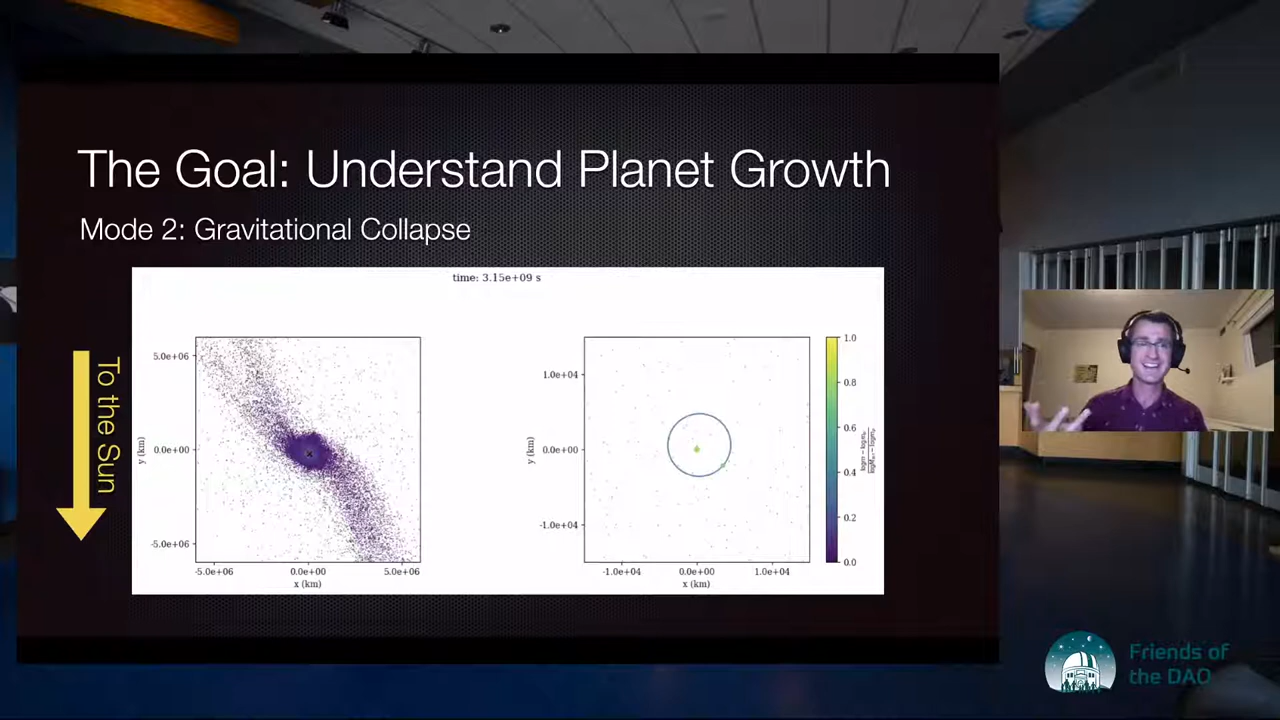 The Goal: Understand Planet Growth
Mode 2: Gravitational Collapse
time: 3.15e+09 s
To the Sun
y (km)
5.0e+06
0.0e+00
-5.0e+06
-5.0e+06 0.0e+00 5.0e+06
x (km)
y (km)
1.0e+04
0.0e+00
-1.0e+04
-1.0e+04 0.0e+00 1.0e+04
x (km)
1.0
0.8
0.6
0.4
0.2
0.0
Friends of
the DAO